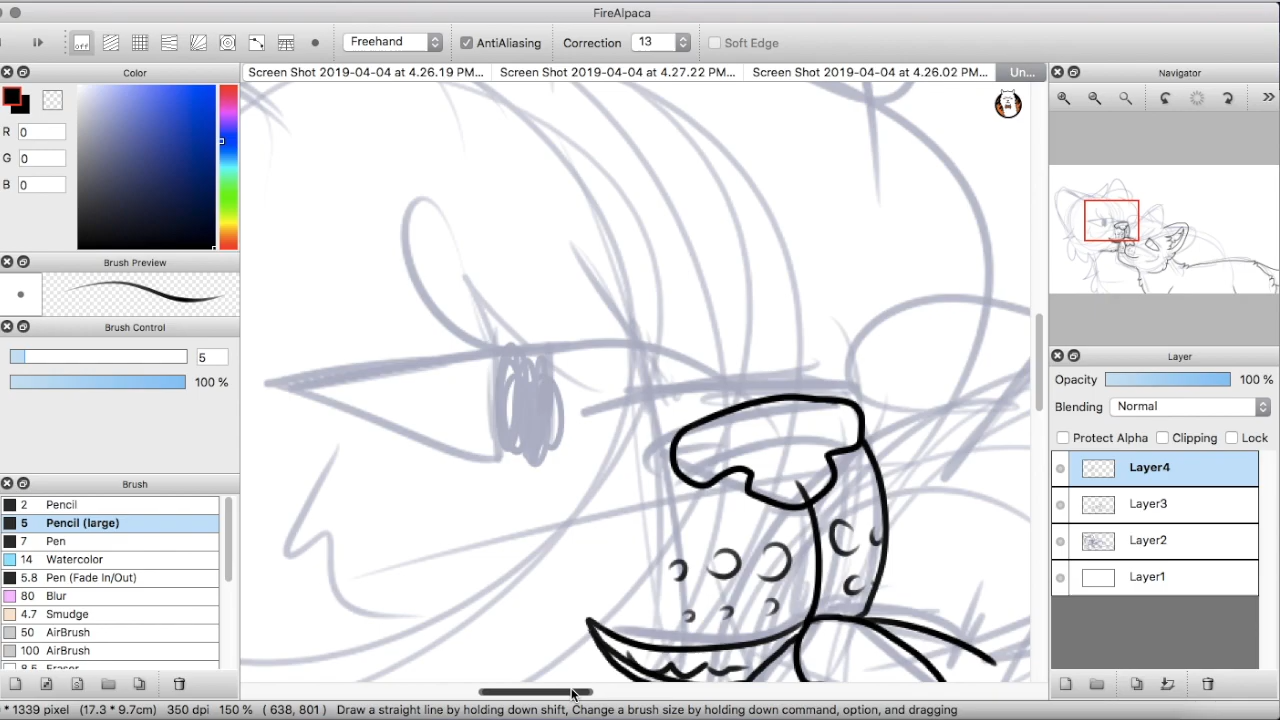 FireAlpaca
off
Freehand
AntiAliasing
Correction
13
Soft Edge
Color
Screen Shot 2019-04-04 at 4.26.19 PM...
Screen Shot 2019-04-04 at 4.27.22 PM...
Screen Shot 2019-04-04 at 4.26.02 PM...
Un...
Navigator
R 0
G 0
B 0
Brush Preview
Brush Control
5
100 %
Brush
2 Pencil
5 Pencil (large)
7 Pen
14 Watercolor
5.8 Pen (Fade In/Out)
80 Blur
4.7 Smudge
50 AirBrush
100 AirBrush
8.5 Eraser
Layer
Opacity 100 %
Blending Normal
Protect Alpha Clipping Lock
Layer4
Layer3
Layer2
Layer1
* 1339 pixel (17.3 * 9.7cm) 350 dpi 150 % ( 638, 801 ) Draw a straight line by holding down shift, Change a brush size by holding down command, option, and dragging